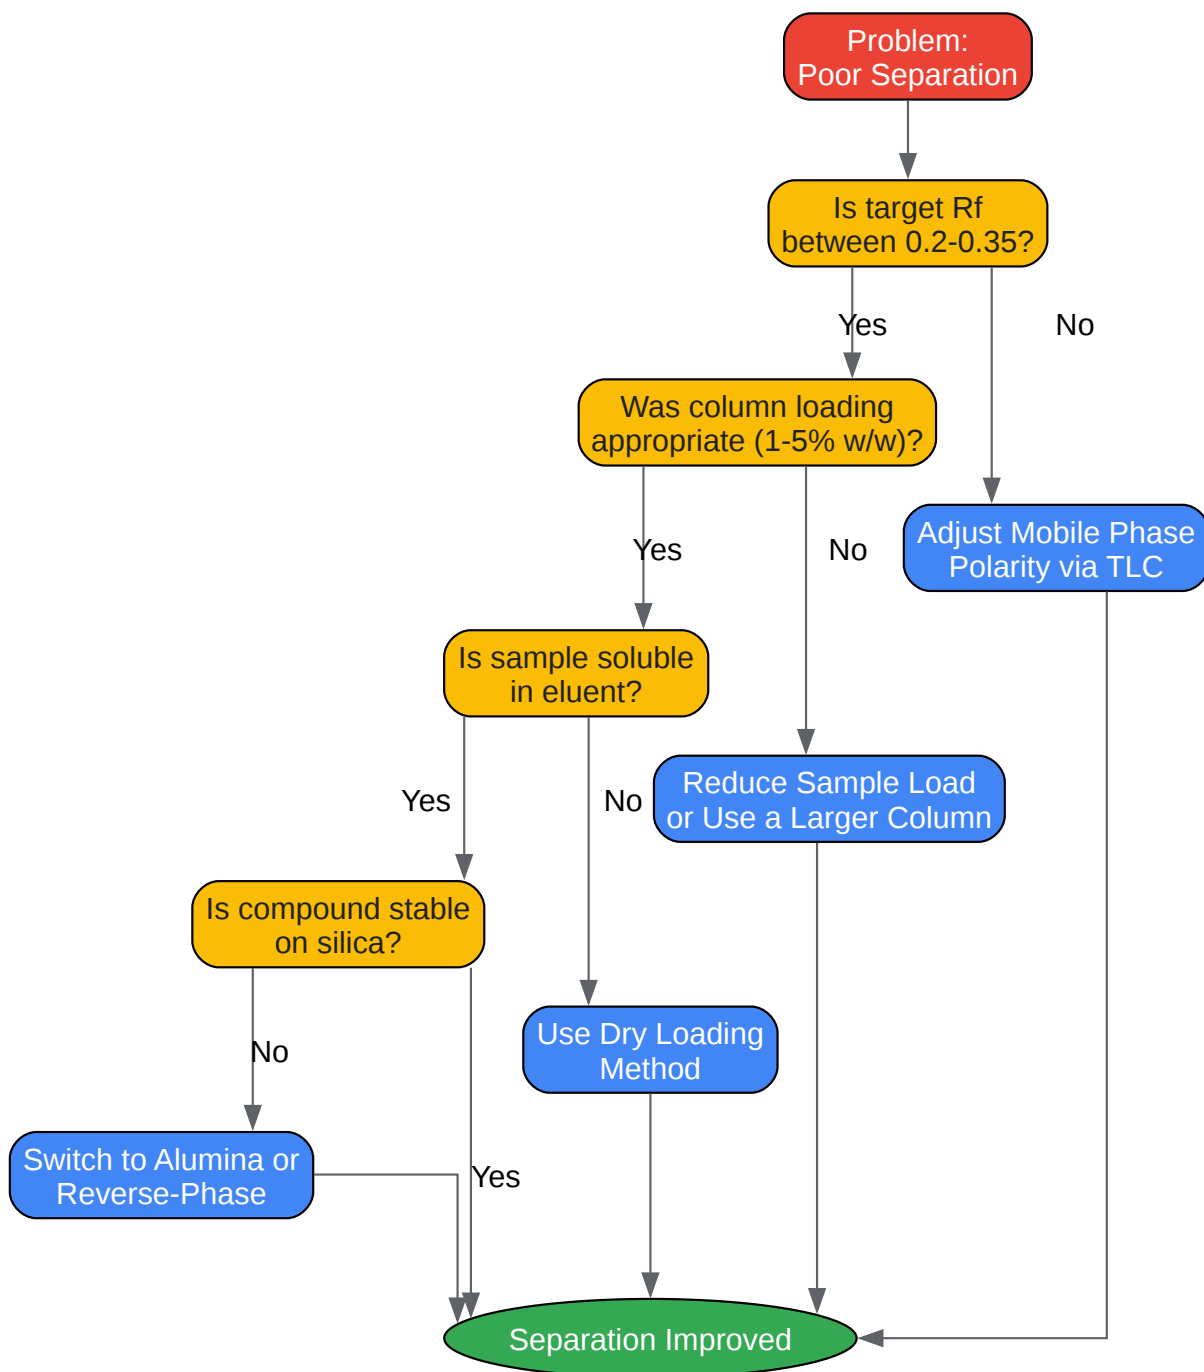 Problem:
Poor Separation
Is target Rf
between 0.2-0.35?
Yes
No
Was column loading
appropriate (1-5% w/w)?
Adjust Mobile Phase
Polarity via TLC
Yes
No
Is sample soluble
in eluent?
Reduce Sample Load
or Use a Larger Column
Yes
No
Is compound stable
on silica?
Use Dry Loading
Method
No
Switch to Alumina or
Reverse-Phase
Yes
Separation Improved